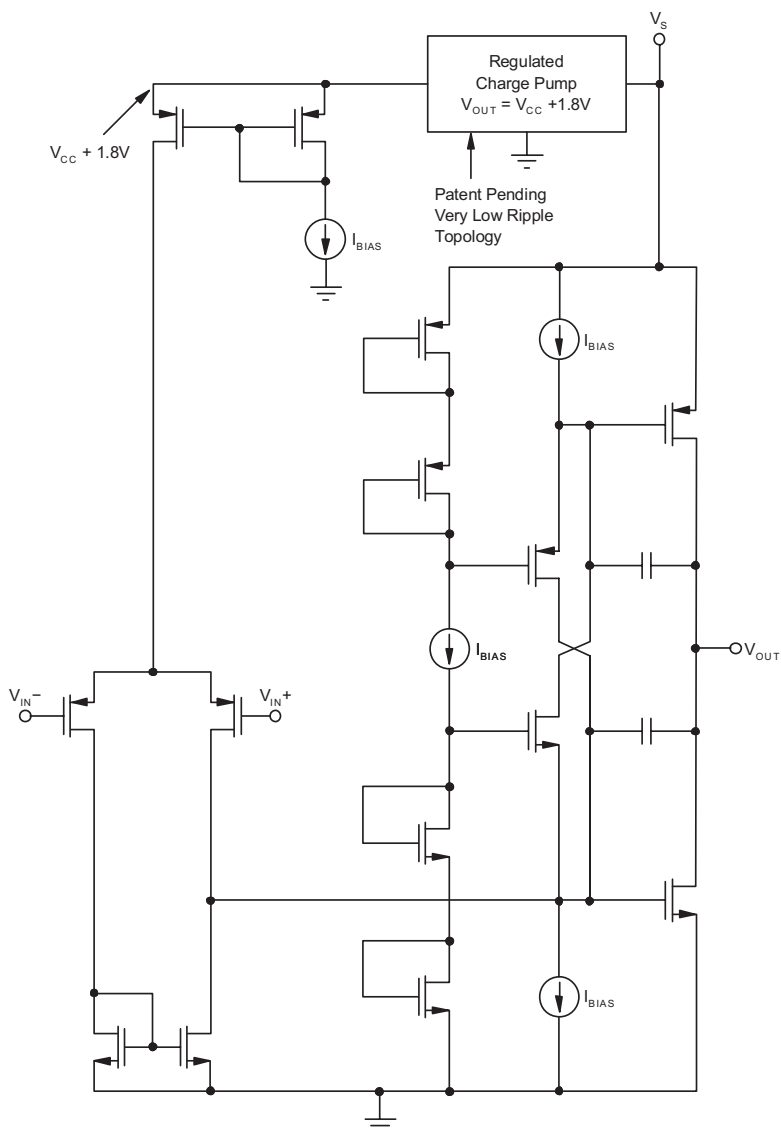 V_S
Regulated
Charge Pump
V_OUT = V_CC +1.8V
V_CC + 1.8V
Patent Pending
Very Low Ripple
Topology
I_BIAS
I_BIAS
I_BIAS
V_OUT
V_IN−
V_IN+
I_BIAS